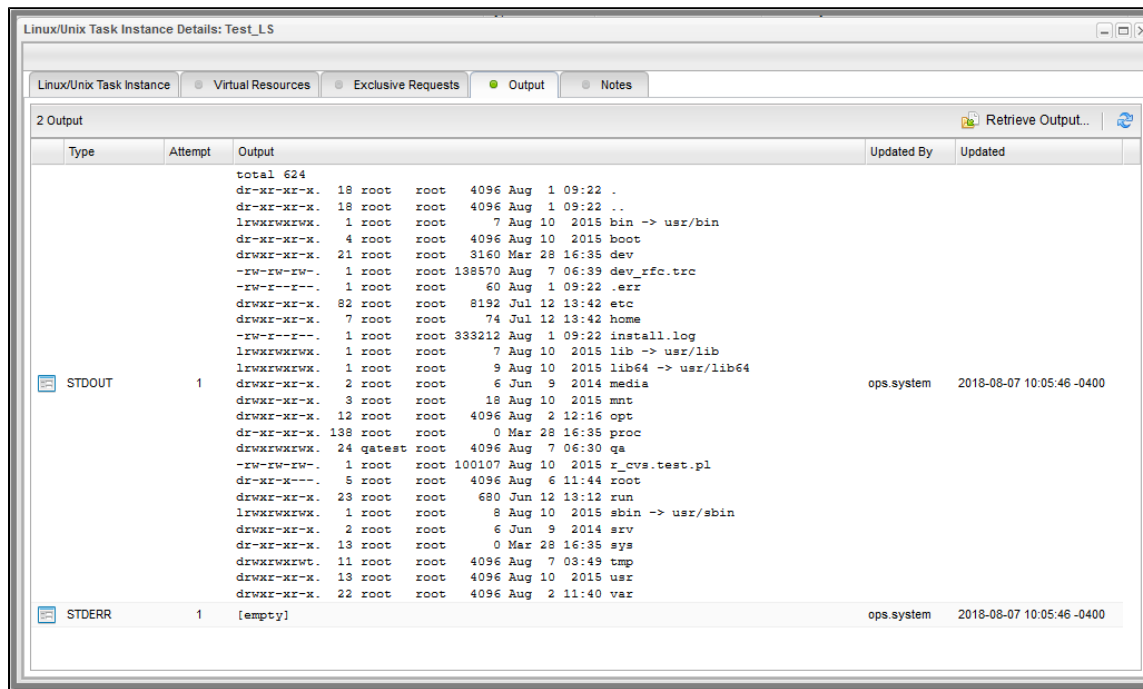 Linux/Unix Task Instance Details: Test_LS
Linux/Unix Task Instance Virtual Resources Exclusive Requests Output Notes
2 Output Retrieve Output...
Type Attempt Output Updated By Updated
total 624
dr-xr-xr-x. 18 root root 4096 Aug 1 09:22 .
dr-xr-xr-x. 18 root root 4096 Aug 1 09:22 ..
lrwxrwxrwx. 1 root root 7 Aug 10 2015 bin -> usr/bin
dr-xr-xr-x. 4 root root 4096 Aug 10 2015 boot
drwxr-xr-x. 21 root root 3160 Mar 28 16:35 dev
-rw-rw-rw-. 1 root root 138570 Aug 7 06:39 dev_rfc.trc
-rw-r--r--. 1 root root 60 Aug 1 09:22 .err
drwxr-xr-x. 82 root root 8192 Jul 12 13:42 etc
drwxr-xr-x. 7 root root 74 Jul 12 13:42 home
-rw-r--r--. 1 root root 333212 Aug 1 09:22 install.log
lrwxrwxrwx. 1 root root 7 Aug 10 2015 lib -> usr/lib
lrwxrwxrwx. 1 root root 9 Aug 10 2015 lib64 -> usr/lib64
STDOUT 1 drwxr-xr-x. 2 root root 6 Jun 9 2014 media ops.system 2018-08-07 10:05:46 -0400
drwxr-xr-x. 3 root root 18 Aug 10 2015 mnt
drwxr-xr-x. 12 root root 4096 Aug 2 12:16 opt
dr-xr-xr-x. 138 root root 0 Mar 28 16:35 proc
drwxrwxrwx. 24 qatest root 4096 Aug 7 06:30 qa
-rw-rw-rw-. 1 root root 100107 Aug 10 2015 r_cvs.test.pl
dr-xr-x---. 5 root root 4096 Aug 6 11:44 root
drwxr-xr-x. 23 root root 680 Jun 12 13:12 run
lrwxrwxrwx. 1 root root 8 Aug 10 2015 sbin -> usr/sbin
drwxr-xr-x. 2 root root 6 Jun 9 2014 srv
dr-xr-xr-x. 13 root root 0 Mar 28 16:35 sys
drwxrwxrwt. 11 root root 4096 Aug 7 03:49 tmp
drwxr-xr-x. 13 root root 4096 Aug 10 2015 usr
drwxr-xr-x. 22 root root 4096 Aug 2 11:40 var
STDERR 1 [empty] ops.system 2018-08-07 10:05:46 -0400